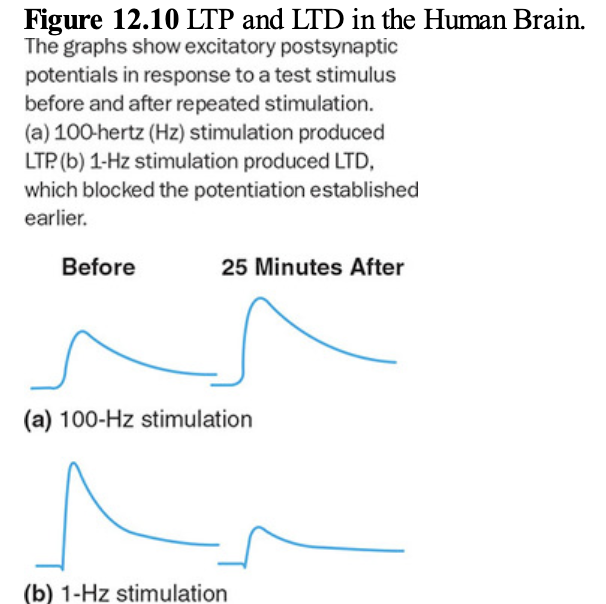 Figure 12.10 LTP and LTD in the Human Brain.
The graphs show excitatory postsynaptic
potentials in response to a test stimulus
before and after repeated stimulation.
(a) 100-hertz (Hz) stimulation produced
LTP. (b) 1-Hz stimulation produced LTD,
which blocked the potentiation established
earlier.
Before 25 Minutes After
(a) 100-Hz stimulation
(b) 1-Hz stimulation